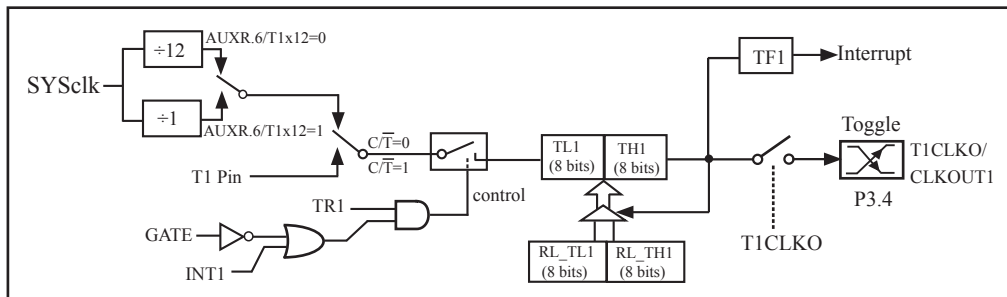 SYSclk
÷12
AUXR.6/T1x12=0
÷1
AUXR.6/T1x12=1
T1 Pin
C/T̅=0
C/T̅=1
control
TR1
GATE
INT1
TL1
(8 bits)
TH1
(8 bits)
RL_TL1
(8 bits)
RL_TH1
(8 bits)
TF1
Interrupt
Toggle
T1CLKO/
CLKOUT1
P3.4
T1CLKO